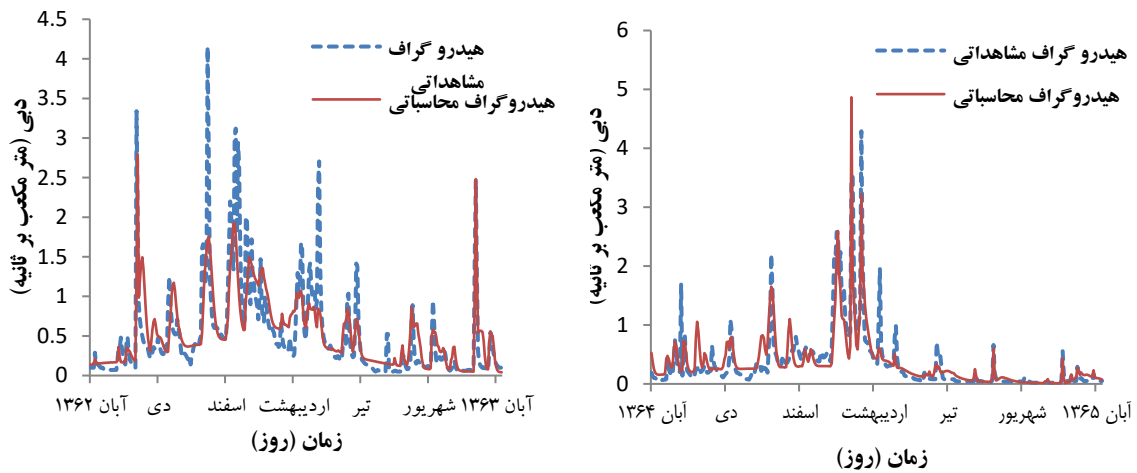 4.5
4
3.5
3
2.5
2
1.5
1
0.5
0
دبی (متر مکعب بر ثانیه)
هیدرو گراف
مشاهداتی
هیدروگراف محاسباتی
آبان ۱۳۶۲
دی
اسفند
اردیبهشت
تیر
شهریور
آبان ۱۳۶۳
زمان (روز)
6
5
4
3
2
1
0
دبی (متر مکعب بر ثانیه)
هیدرو گراف مشاهداتی
هیدروگراف محاسباتی
آبان ۱۳۶۴
دی
اسفند
اردیبهشت
تیر
شهریور
آبان ۱۳۶۵
زمان (روز)